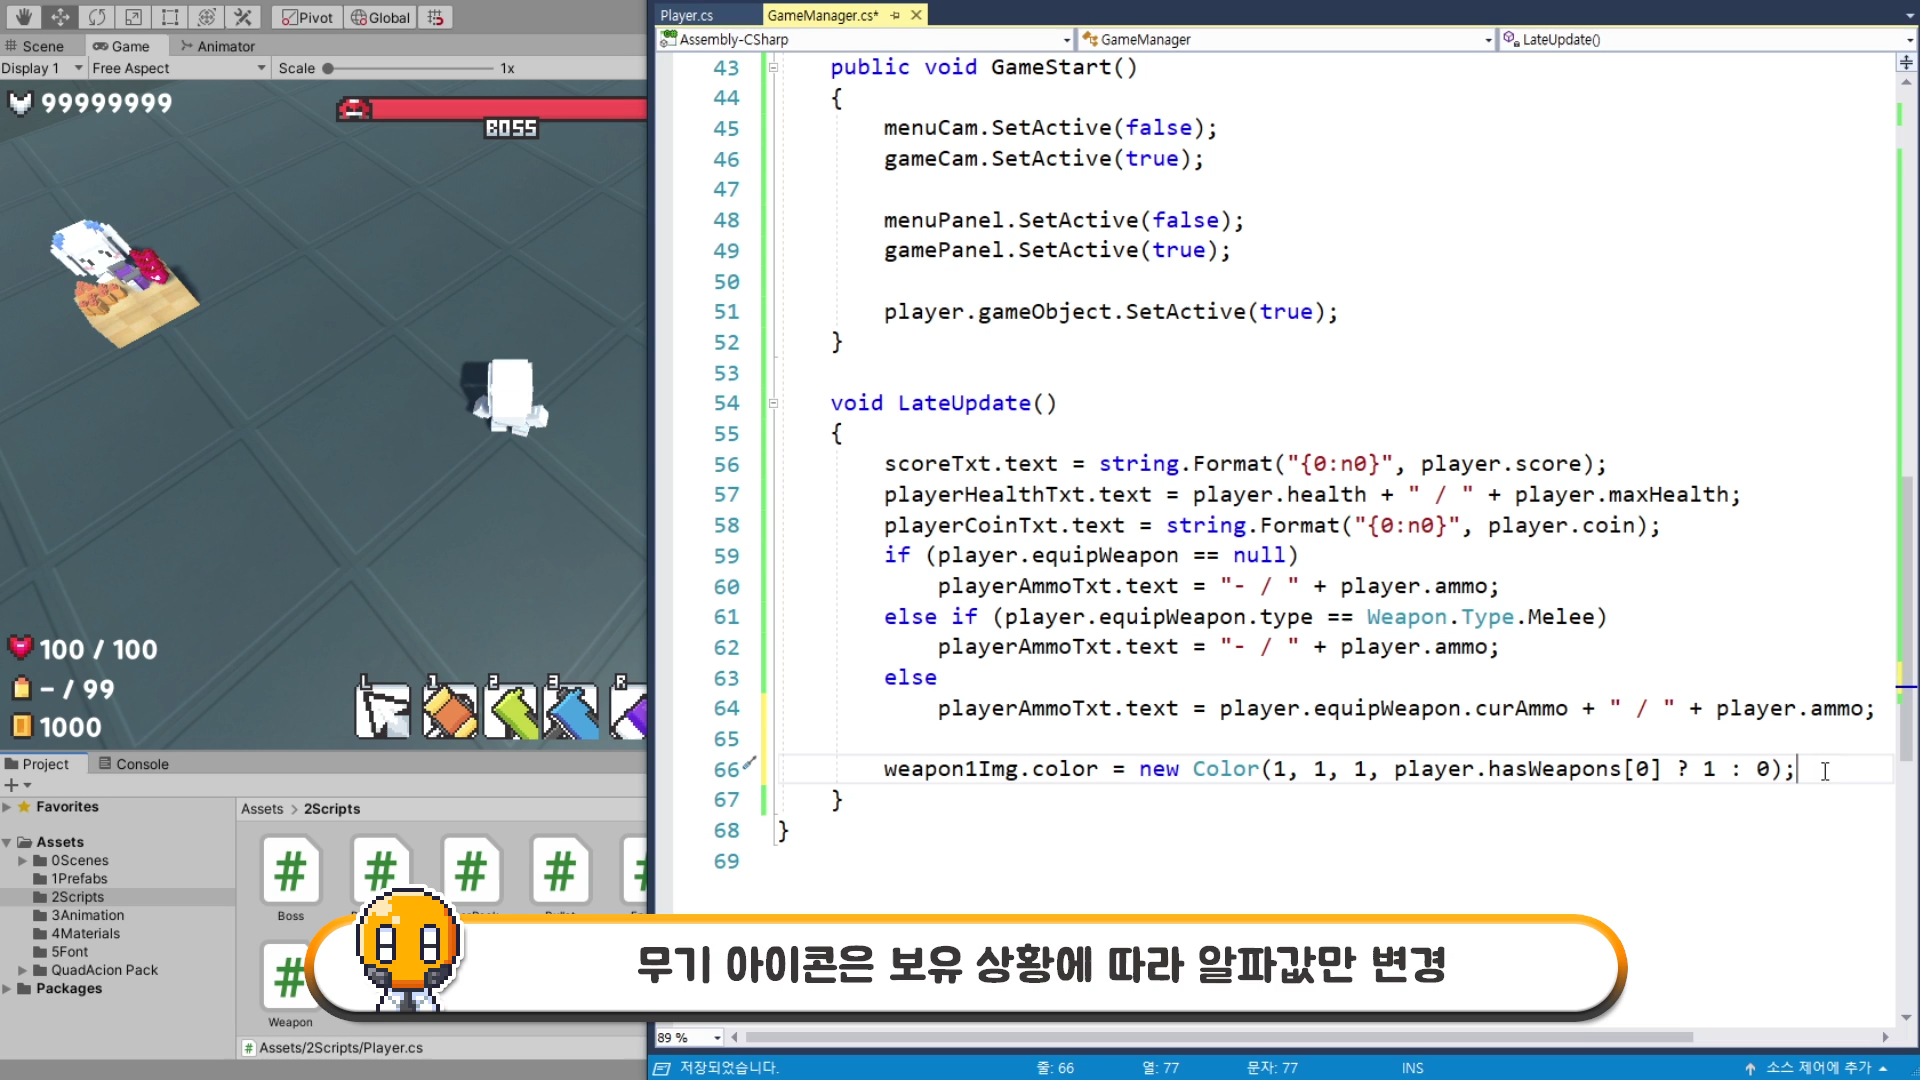 Pivot
Global
Scene
Game
Animator
Display 1
Free Aspect
Scale
1x
99999999
BOSS
100 / 100
- / 99
1000
L
1
2
3
R
Project
Console
Favorites
Assets
0Scenes
1Prefabs
2Scripts
3Animation
4Materials
5Font
QuadAcion Pack
Packages
Assets > 2Scripts
Boss
Weapon
Assets/2Scripts/Player.cs
Player.cs
GameManager.cs*
Assembly-CSharp
GameManager
LateUpdate()
43 public void GameStart()
44 {
45 menuCam.SetActive(false);
46 gameCam.SetActive(true);
47
48 menuPanel.SetActive(false);
49 gamePanel.SetActive(true);
50
51 player.gameObject.SetActive(true);
52 }
53
54 void LateUpdate()
55 {
56 scoreTxt.text = string.Format("{0:n0}", player.score);
57 playerHealthTxt.text = player.health + " / " + player.maxHealth;
58 playerCoinTxt.text = string.Format("{0:n0}", player.coin);
59 if (player.equipWeapon == null)
60 playerAmmoTxt.text = "- / " + player.ammo;
61 else if (player.equipWeapon.type == Weapon.Type.Melee)
62 playerAmmoTxt.text = "- / " + player.ammo;
63 else
64 playerAmmoTxt.text = player.equipWeapon.curAmmo + " / " + player.ammo;
65
66 weapon1Img.color = new Color(1, 1, 1, player.hasWeapons[0] ? 1 : 0);
67 }
68 }
69
무기 아이콘은 보유 상황에 따라 알파값만 변경
89 %
저장되었습니다.
줄: 66
열: 77
문자: 77
INS
소스 제어에 추가